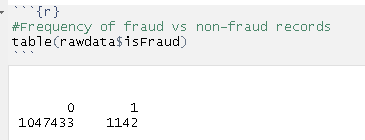 ```{r}
#Frequency of fraud vs non-fraud records
table(rawdata$isFraud)
```
0 1
1047433 1142